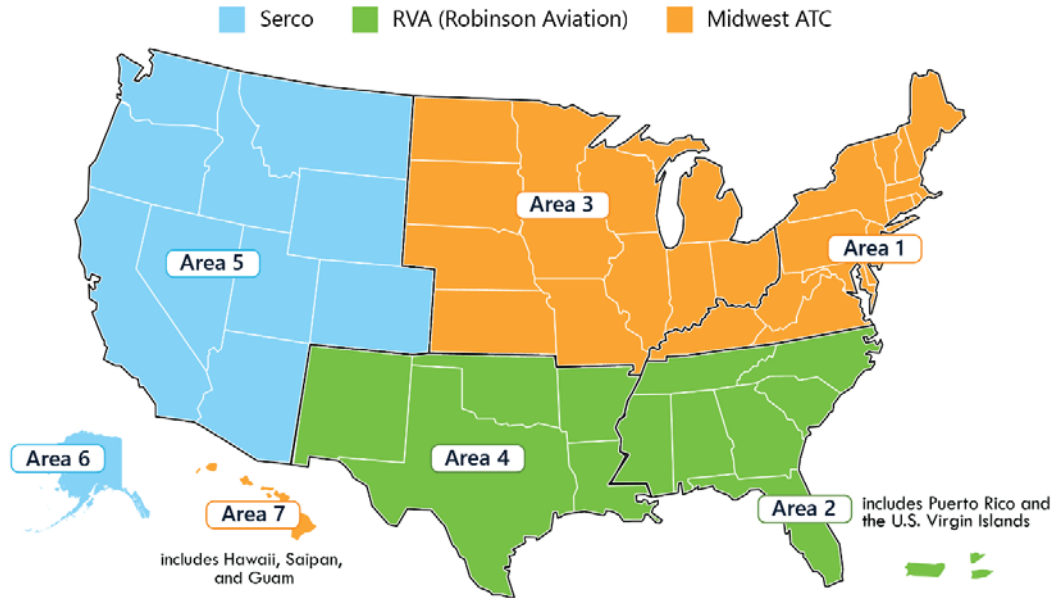 Serco RVA (Robinson Aviation) Midwest ATC
Area 3
Area 1
Area 5
Area 6
Area 4
Area 7
includes Hawaii, Saipan,
and Guam
Area 2
includes Puerto Rico and
the U.S. Virgin Islands